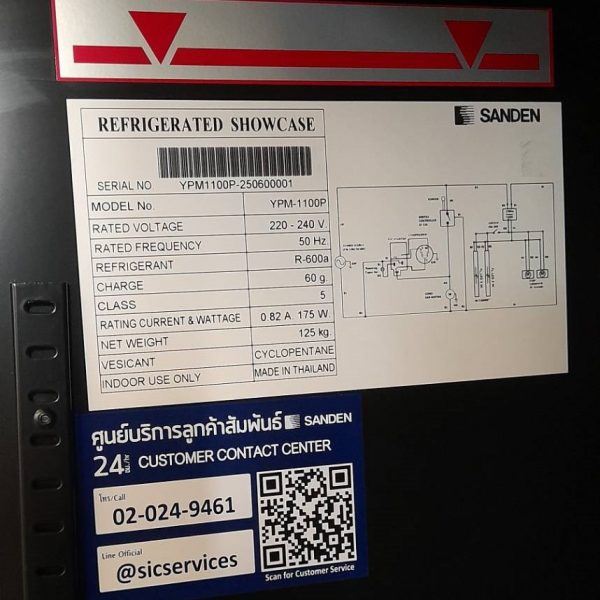 SANDEN
REFRIGERATED SHOWCASE
SERIAL NO YPM1100P-250600001
MODEL No. YPM-1100P
RATED VOLTAGE 220 - 240 V
RATED FREQUENCY 50 Hz
REFRIGERANT R-600a
CHARGE 60 g.
CLASS 5
RATING CURRENT & WATTAGE 0.82 A 175 W.
NET WEIGHT 125 kg.
VESICANT CYCLOPENTANE
INDOOR USE ONLY MADE IN THAILAND
ศูนย์บริการลูกค้าสัมพันธ์ SANDEN
24 ชม./hr CUSTOMER CONTACT CENTER
โทร/Call
02-024-9461
Line Official
@sicservices
Scan for Customer Service